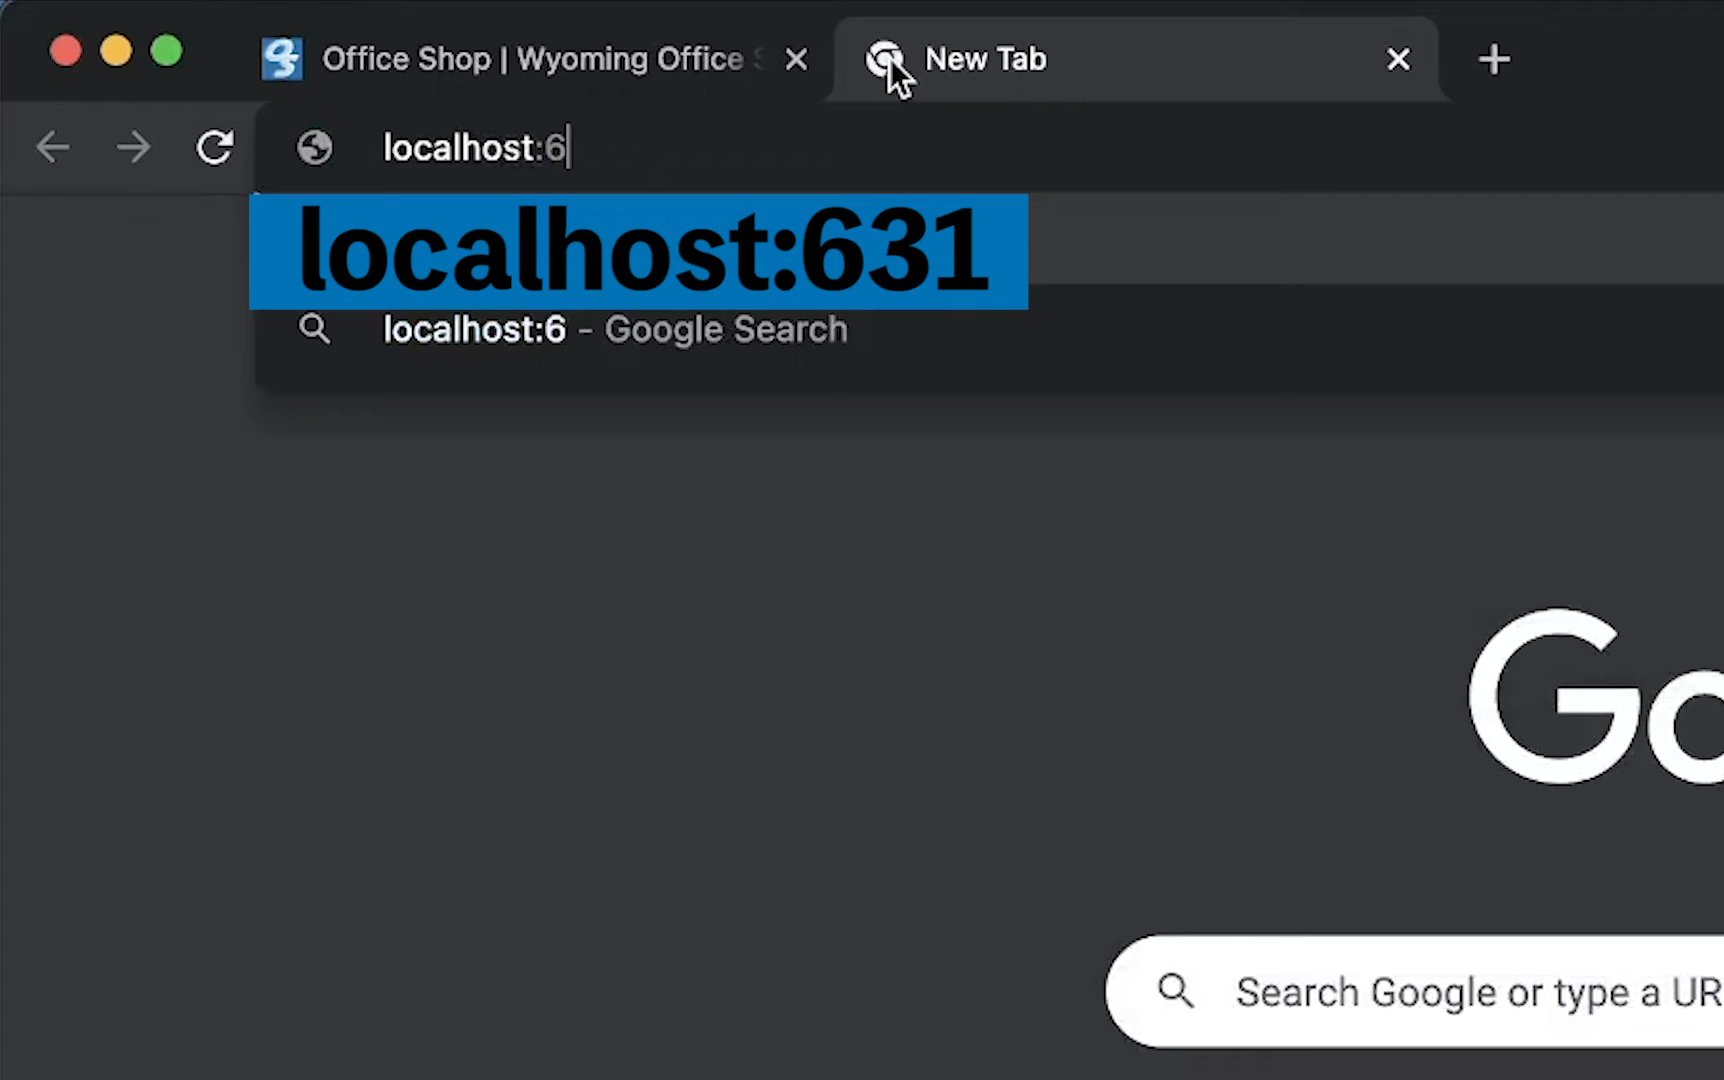 Office Shop | Wyoming Office
New Tab
localhost:6
localhost:631
localhost:6 - Google Search
Go
Search Google or type a UR